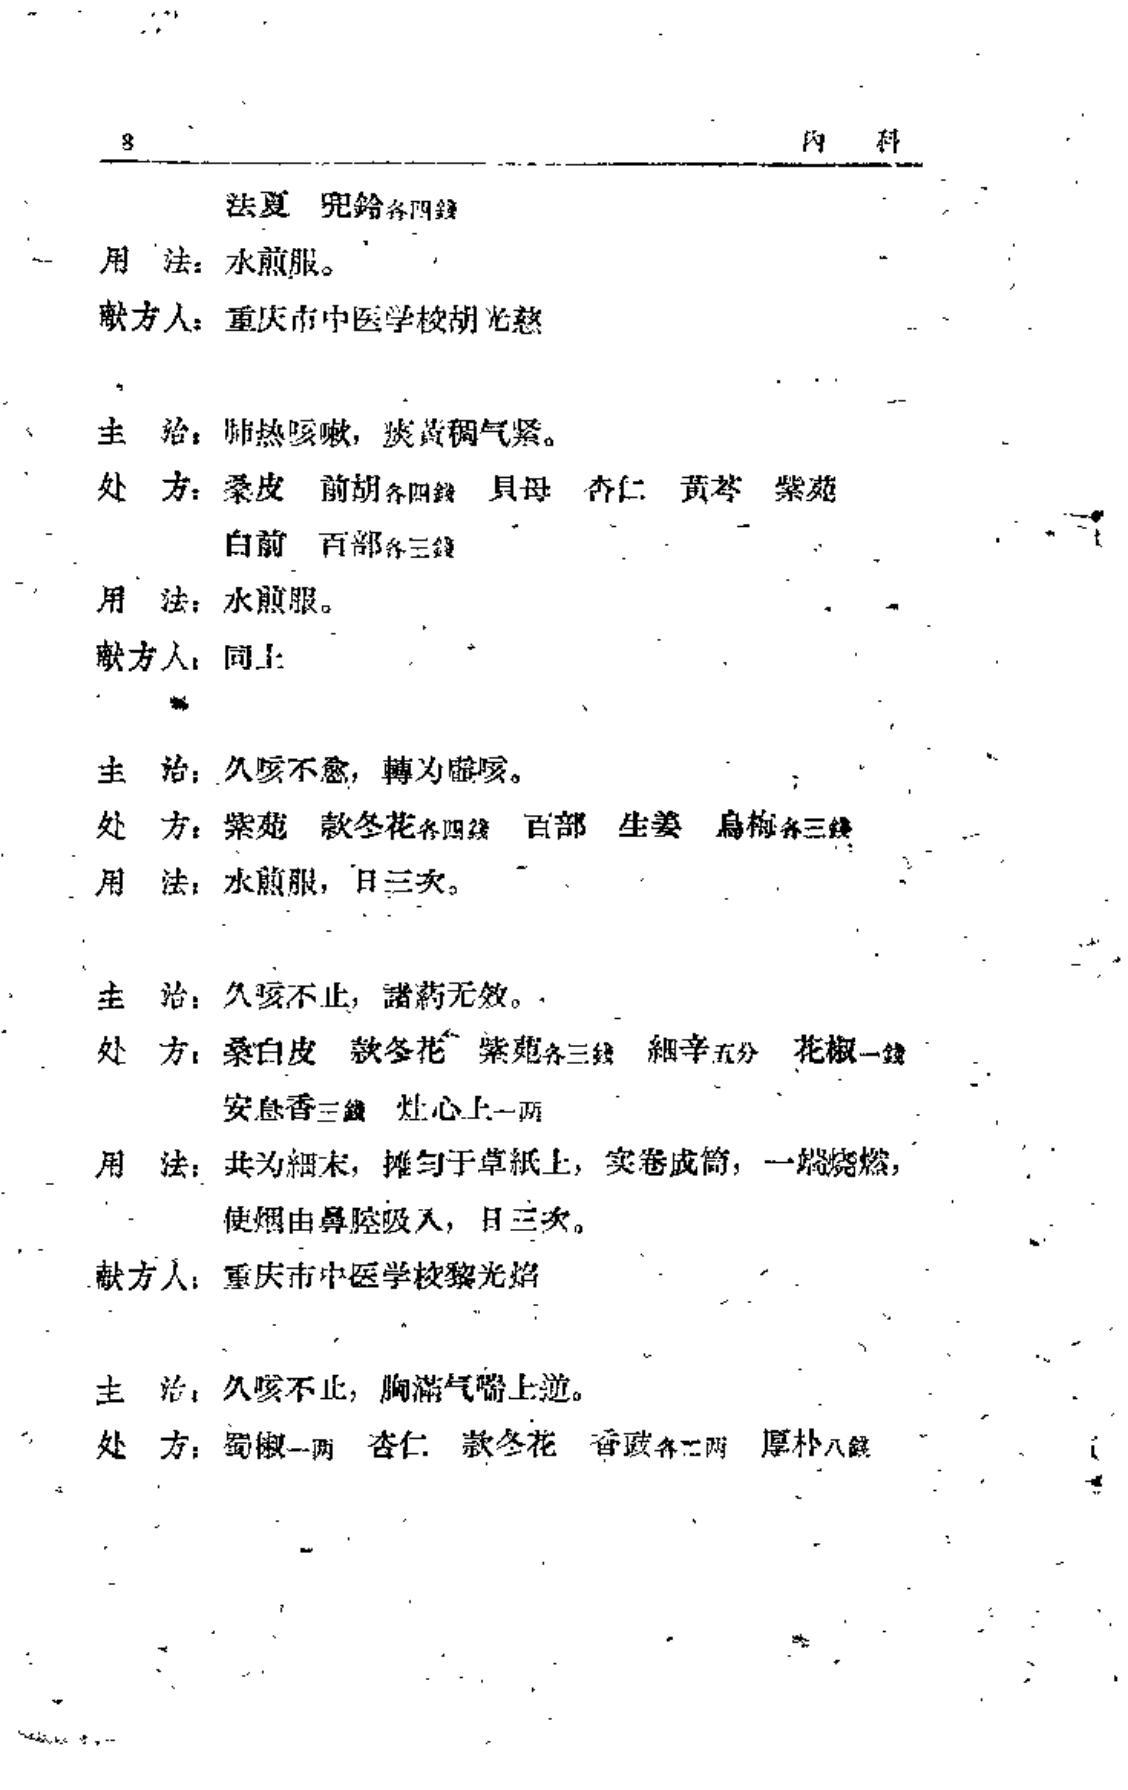 8 内 科
法夏 兜鈴各四錢
用 法：水煎服。
献方人：重庆市中医学校胡光慈
主 治：肺热咳嗽，痰黃稠气紧。
处 方：桑皮 前胡各四錢 貝母 杏仁 黃芩 紫菀
白前 百部各三錢
用 法：水煎服。
献方人：同上
主 治：久咳不愈，轉为虛咳。
处 方：紫菀 款冬花各四錢 百部 生姜 烏梅各三錢
用 法：水煎服，日三次。
主 治：久咳不止，諸葯无效。
处 方：桑白皮 款冬花 紫菀各三錢 細辛五分 花椒一錢
安息香三錢 灶心土一两
用 法：共为細末，摊匀于草紙上，实卷成筒，一端燒燃，
使烟由鼻腔吸入，日三次。
献方人：重庆市中医学校黎光焰
主 治：久咳不止，胸滿气喘上逆。
处 方：蜀椒一两 杏仁 款冬花 香豉各二两 厚朴八錢